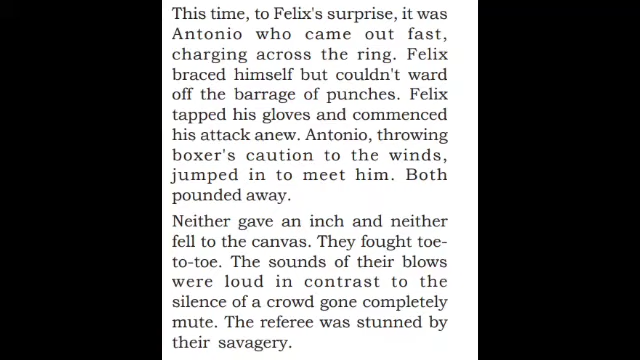 This time, to Felix's surprise, it was
Antonio who came out fast,
charging across the ring. Felix
braced himself but couldn't ward
off the barrage of punches. Felix
tapped his gloves and commenced
his attack anew. Antonio, throwing
boxer's caution to the winds,
jumped in to meet him. Both
pounded away.
Neither gave an inch and neither
fell to the canvas. They fought toe-
to-toe. The sounds of their blows
were loud in contrast to the
silence of a crowd gone completely
mute. The referee was stunned by
their savagery.